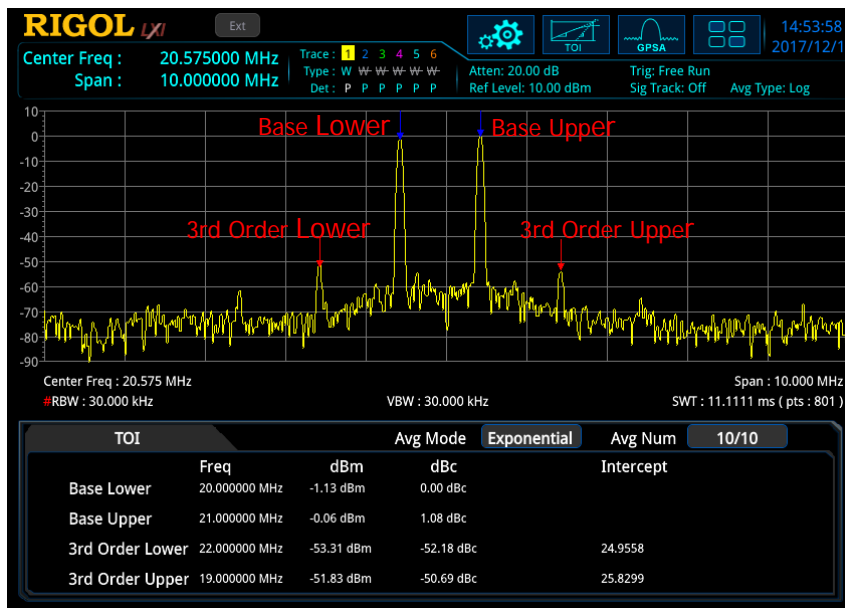 RIGOL LXI Ext 14:53:58
TOI GPSA 2017/12/1
Center Freq : 20.575000 MHz
Span : 10.000000 MHz
Trace : 1 2 3 4 5 6
Type : W W W W W W
Det : P P P P P P
Atten: 20.00 dB
Ref Level: 10.00 dBm
Trig: Free Run
Sig Track: Off
Avg Type: Log
10
0
-10
-20
-30
-40
-50
-60
-70
-80
-90
Base Lower
Base Upper
3rd Order Lower
3rd Order Upper
Center Freq : 20.575 MHz Span : 10.000 MHz
#RBW : 30.000 kHz VBW : 30.000 kHz SWT : 11.1111 ms ( pts : 801 )
TOI Avg Mode Exponential Avg Num 10/10
Freq dBm dBc Intercept
Base Lower 20.000000 MHz -1.13 dBm 0.00 dBc
Base Upper 21.000000 MHz -0.06 dBm 1.08 dBc
3rd Order Lower 22.000000 MHz -53.31 dBm -52.18 dBc 24.9558
3rd Order Upper 19.000000 MHz -51.83 dBm -50.69 dBc 25.8299